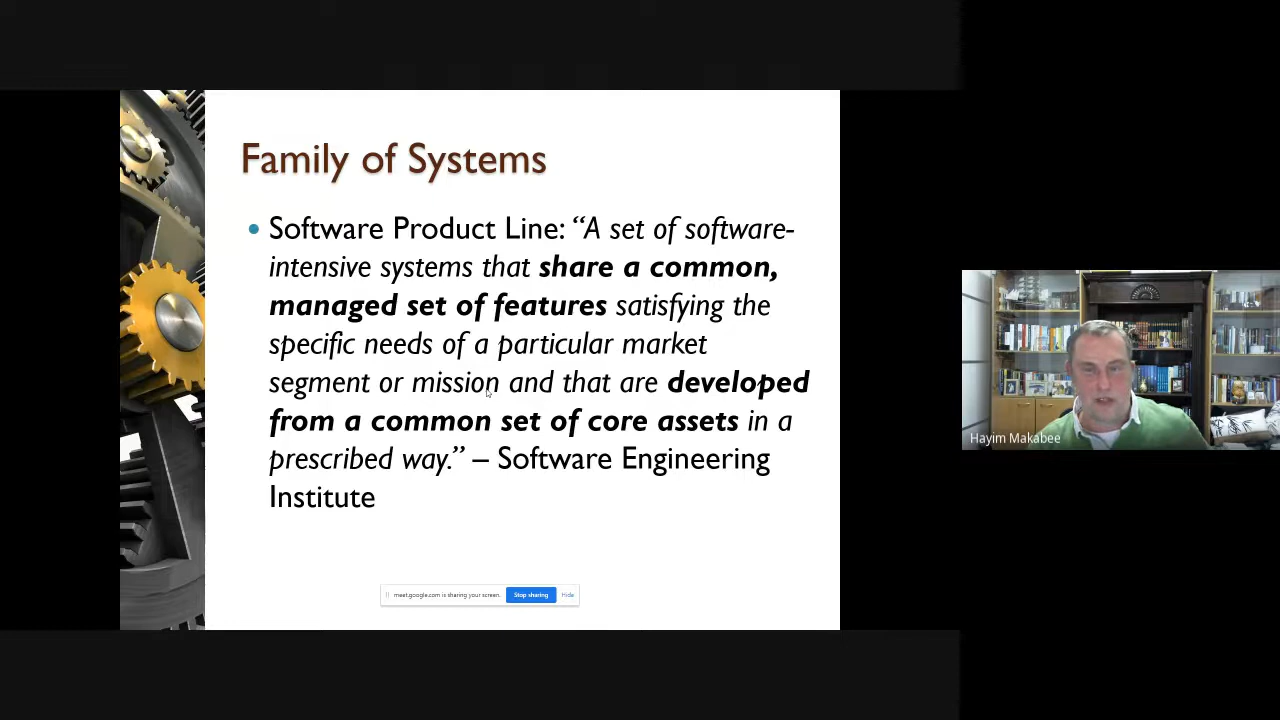 Family of Systems
• Software Product Line: “A set of software-
intensive systems that share a common,
managed set of features satisfying the
specific needs of a particular market
segment or mission and that are developed
from a common set of core assets in a
prescribed way.” – Software Engineering
Institute
meet.google.com is sharing your screen.
Stop sharing
Hide
Hayim Makabee